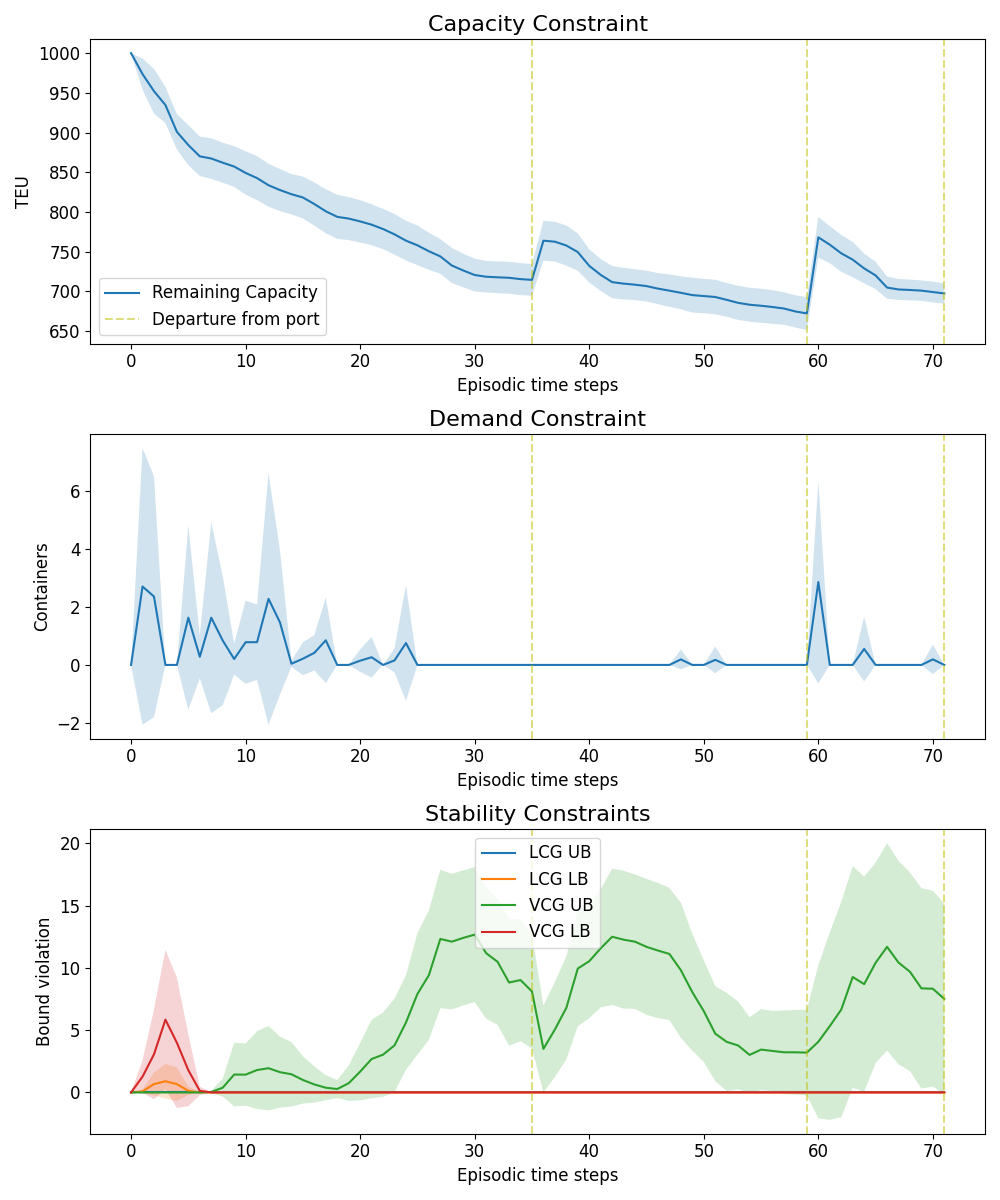 Capacity Constraint
1000
950
900
850
800
750
700
650
TEU
Remaining Capacity
Departure from port
0 10 20 30 40 50 60 70
Episodic time steps
Demand Constraint
6
4
2
0
−2
Containers
0 10 20 30 40 50 60 70
Episodic time steps
Stability Constraints
20
15
10
5
0
Bound violation
LCG UB
LCG LB
VCG UB
VCG LB
0 10 20 30 40 50 60 70
Episodic time steps